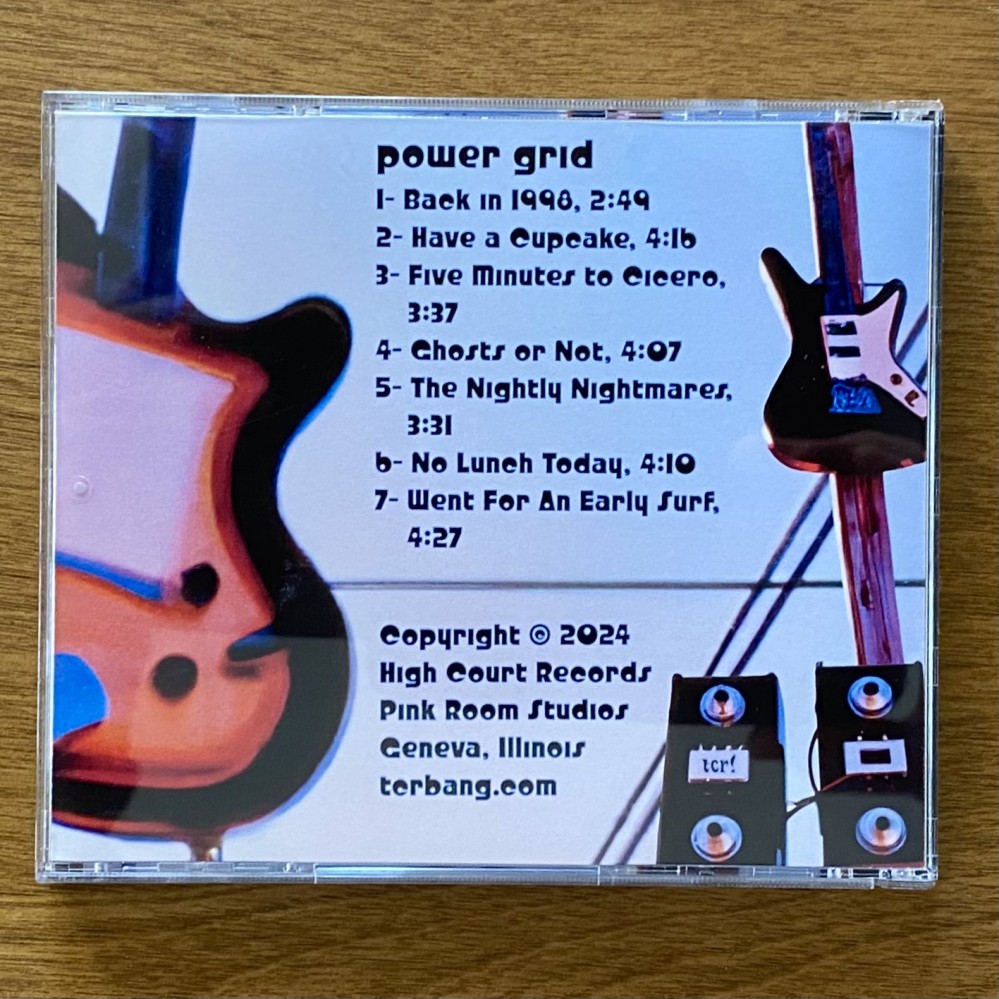 power grid
1- Back in 1998, 2:49
2- Have a Cupcake, 4:16
3- Five Minutes to Cicero,
3:37
4- Ghosts or Not, 4:07
5- The Nightly Nightmares,
3:31
6- No Lunch Today, 4:10
7- Went For An Early Surf,
4:27
Copyright © 2024
High Court Records
Pink Room Studios
Geneva, Illinois
tcrbang.com
tcr!